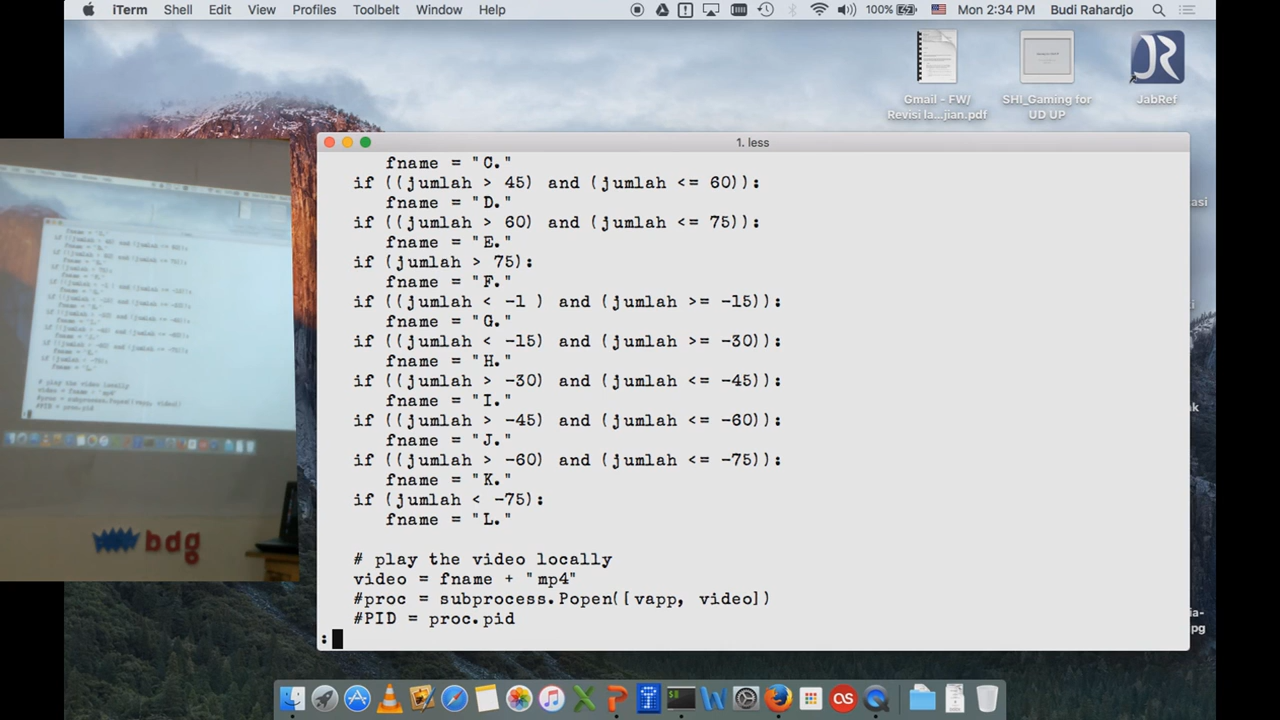 iTerm Shell Edit View Profiles Toolbelt Window Help 100% Mon 2:34 PM Budi Rahardjo
Gmail - FW/
Revisi la...jian.pdf
SHI_Gaming for
UD UP
JabRef
1. less
fname = "C."
if ((jumlah > 45) and (jumlah <= 60)):
fname = "D."
if ((jumlah > 60) and (jumlah <= 75)):
fname = "E."
if (jumlah > 75):
fname = "F."
if ((jumlah < -1 ) and (jumlah >= -15)):
fname = "G."
if ((jumlah < -15) and (jumlah >= -30)):
fname = "H."
if ((jumlah > -30) and (jumlah <= -45)):
fname = "I."
if ((jumlah > -45) and (jumlah <= -60)):
fname = "J."
if ((jumlah > -60) and (jumlah <= -75)):
fname = "K."
if (jumlah < -75):
fname = "L."
# play the video locally
video = fname + "mp4"
#proc = subprocess.Popen([vapp, video])
#PID = proc.pid
:
bdg